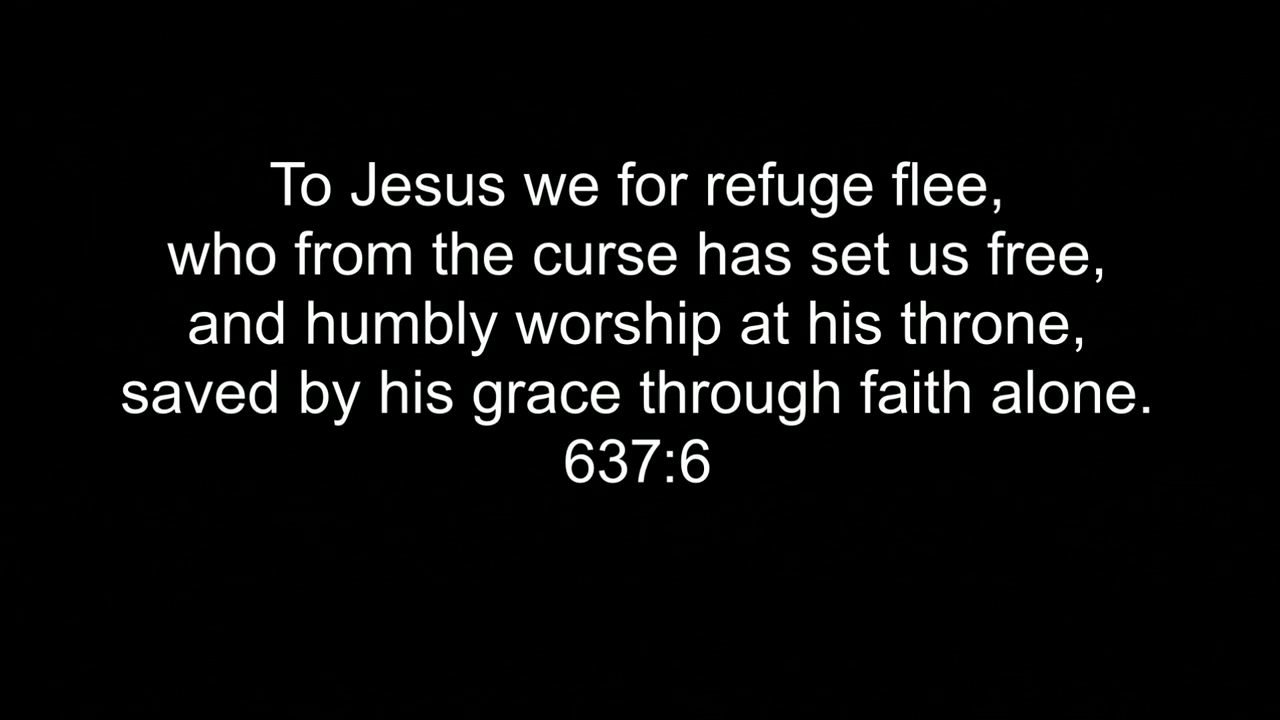 To Jesus we for refuge flee,
who from the curse has set us free,
and humbly worship at his throne,
saved by his grace through faith alone.
637:6